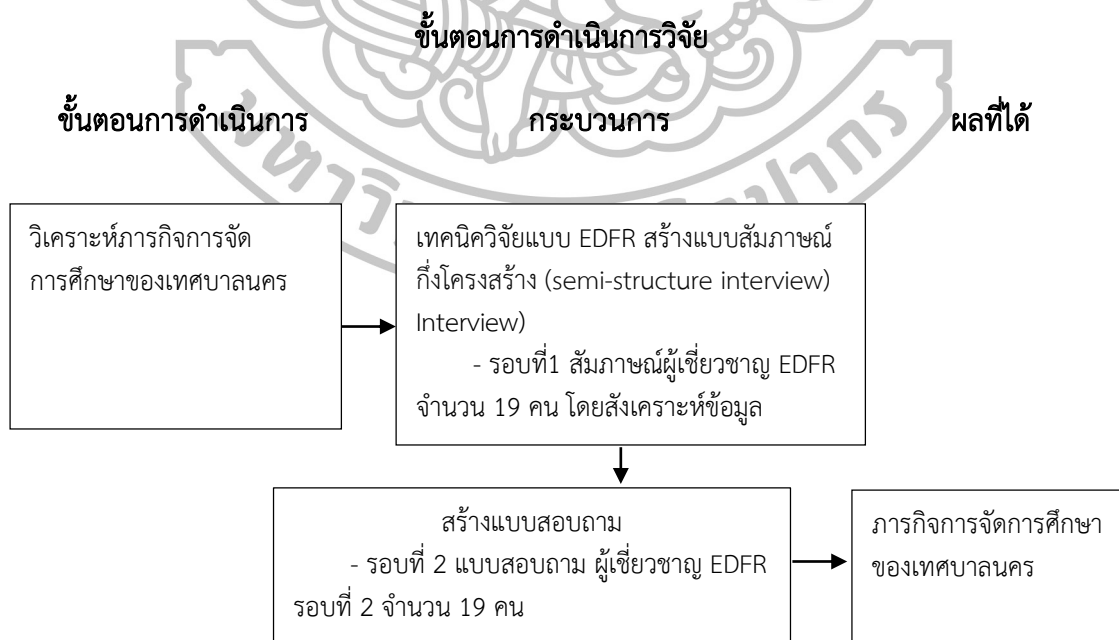 ขั้นตอนการดำเนินการวิจัย
ขั้นตอนการดำเนินการ
กระบวนการ
ผลที่ได้
วิเคราะห์ภารกิจการจัด
การศึกษาของเทศบาลนคร
เทคนิควิจัยแบบ EDFR สร้างแบบสัมภาษณ์
กึ่งโครงสร้าง (semi-structure interview)
Interview)
- รอบที่1 สัมภาษณ์ผู้เชี่ยวชาญ EDFR
จำนวน 19 คน โดยสังเคราะห์ข้อมูล
สร้างแบบสอบถาม
- รอบที่ 2 แบบสอบถาม ผู้เชี่ยวชาญ EDFR
รอบที่ 2 จำนวน 19 คน
ภารกิจการจัดการศึกษา
ของเทศบาลนคร